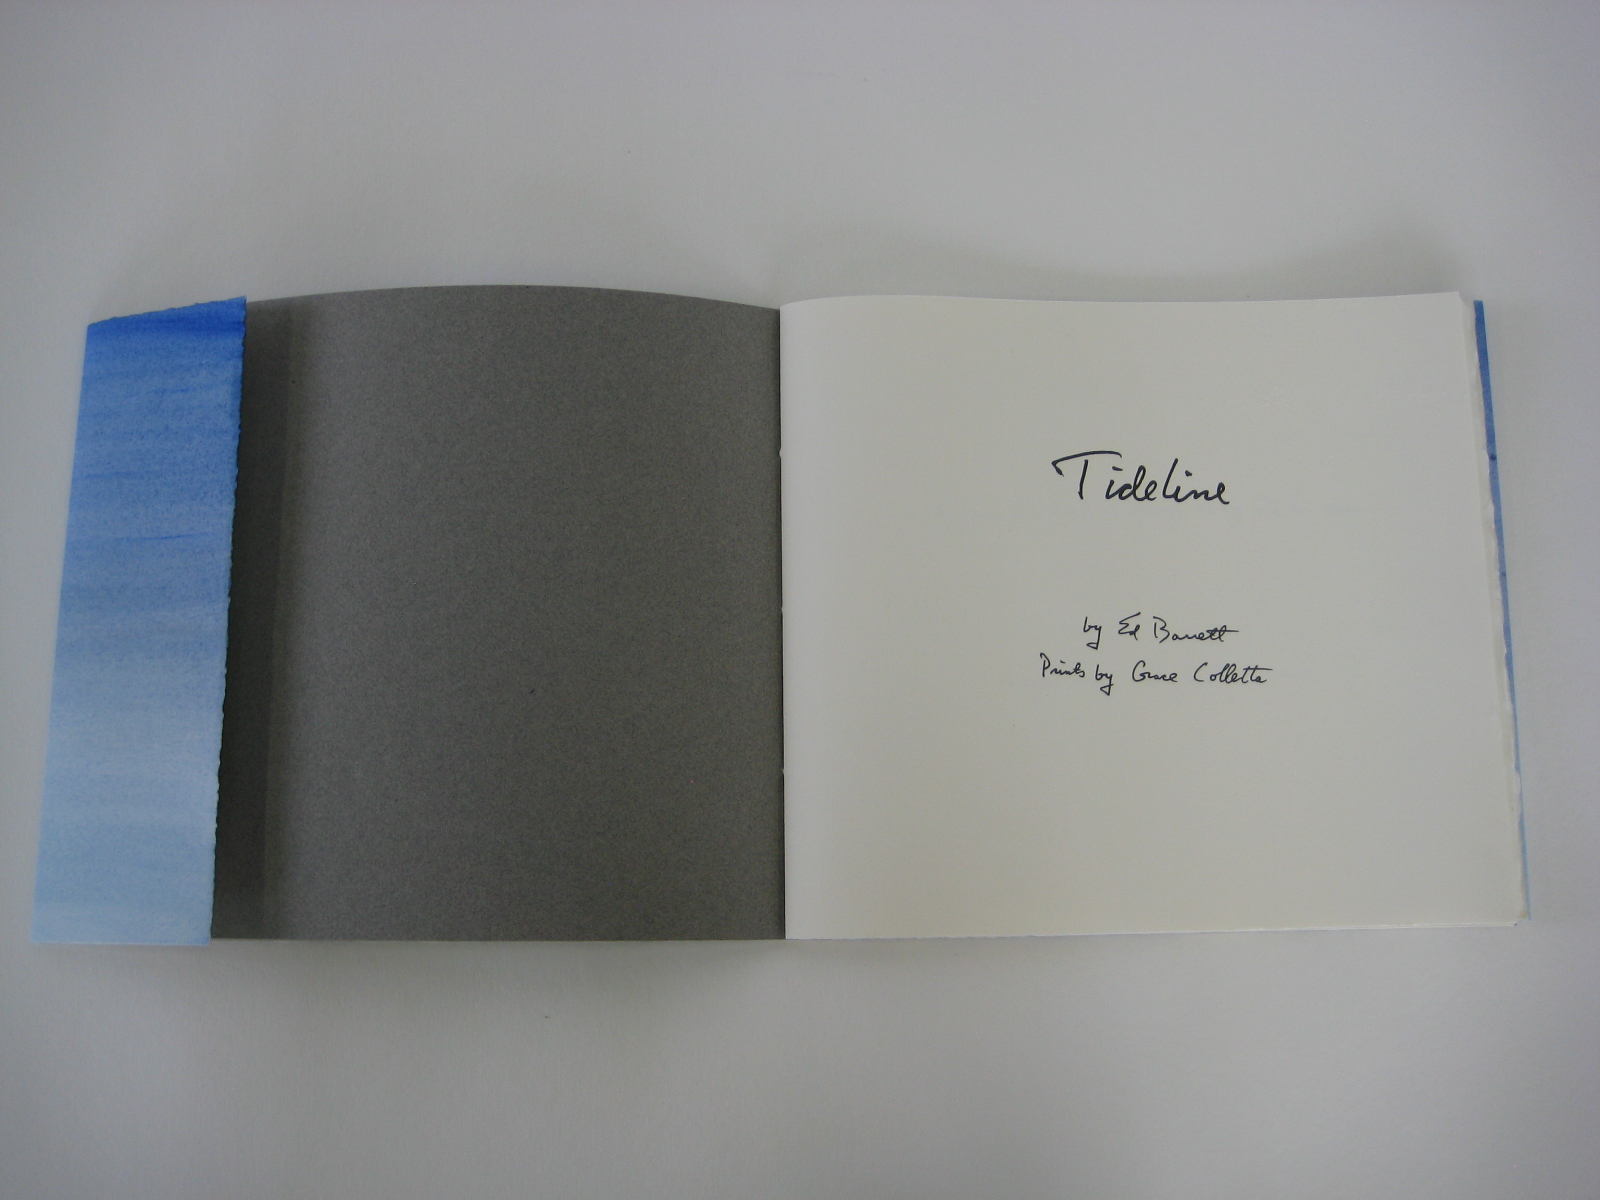 Tideline
by Ed Barrett
Prints by Grace Colletta